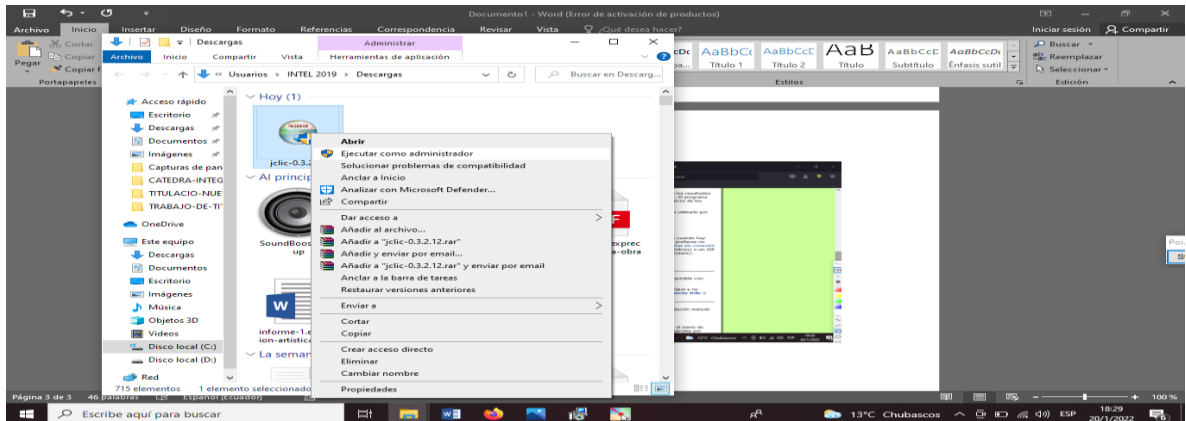 Documento1 - Word (Error de activación de productos)
Archivo Inicio Insertar Diseño Formato Referencias Correspondencia Revisar Vista ¿Qué desea hacer? Iniciar sesión Compartir
Cortar
Copiar
Copiar f
Pegar
Portapapeles
Descargas
Administrar
Archivo Inicio Compartir Vista Herramientas de aplicación
« Usuarios > INTEL 2019 > Descargas
Buscar en Descarg...
AaBbC( AaBbCcE AaB AaBbCcE AaBbCcDc
Título 1 Título 2 Título Subtítulo Énfasis sutil
Estilos
Buscar
Reemplazar
Seleccionar
Edición
Acceso rápido
Escritorio
Descargas
Documentos
Imágenes
Capturas de pan
CATEDRA-INTEG
TITULACIO-NUE
TRABAJO-DE-TI
OneDrive
Este equipo
Descargas
Documentos
Escritorio
Imágenes
Música
Objetos 3D
Videos
Disco local (C:)
Disco local (D:)
Red
Hoy (1)
jclic-0.3.2
Al princip
SoundBoos
up
exprec
a-obra
informe-1.e
ion-artistica
La semar
Abrir
Ejecutar como administrador
Solucionar problemas de compatibilidad
Anclar a Inicio
Analizar con Microsoft Defender...
Compartir
Dar acceso a
Añadir al archivo...
Añadir a "jclic-0.3.2.12.rar"
Añadir y enviar por email...
Añadir a "jclic-0.3.2.12.rar" y enviar por email
Anclar a la barra de tareas
Restaurar versiones anteriores
Enviar a
Cortar
Copiar
Crear acceso directo
Eliminar
Cambiar nombre
Propiedades
715 elementos 1 elemento seleccionado
Página 3 de 3 46 palabras Español (Ecuador)
100 %
Escribe aquí para buscar
13°C Chubascos
ESP
18:29
20/1/2022